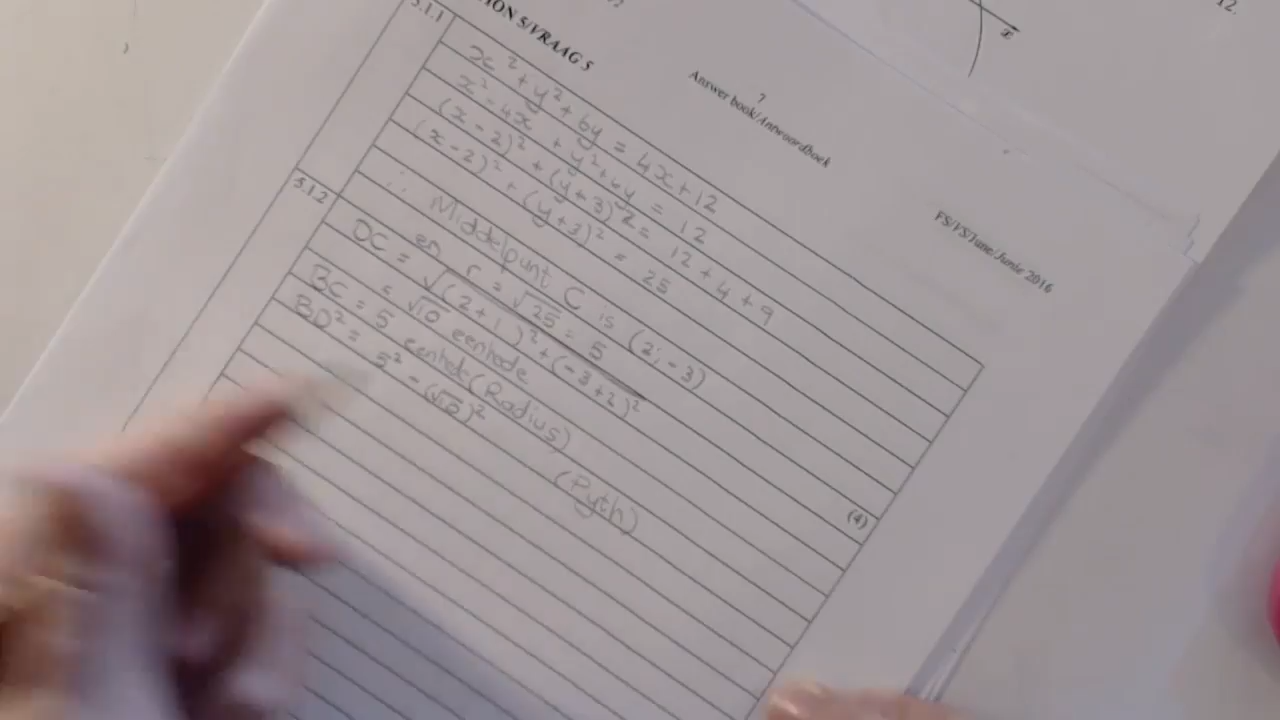 12.
x
7
Answer book/Antwoordboek
FS/VS/June/Junie 2016
ION 5/VRAAG 5
5.1.1
x² + y² + 6y = 4x + 12
x² - 4x + y² + 6y = 12
(x - 2)² + (y + 3)² = 12 + 4 + 9
(x - 2)² + (y + 3)² = 25
∴ Middelpunt C is (2; -3)
en r = √25 = 5
(4)
5.1.2
DC = √(2 + 1)² + (-3 + 2)²
= √10 eenhede
BC = 5 eenhede (Radius)
BD² = 5² - (√10)² (Pyth)